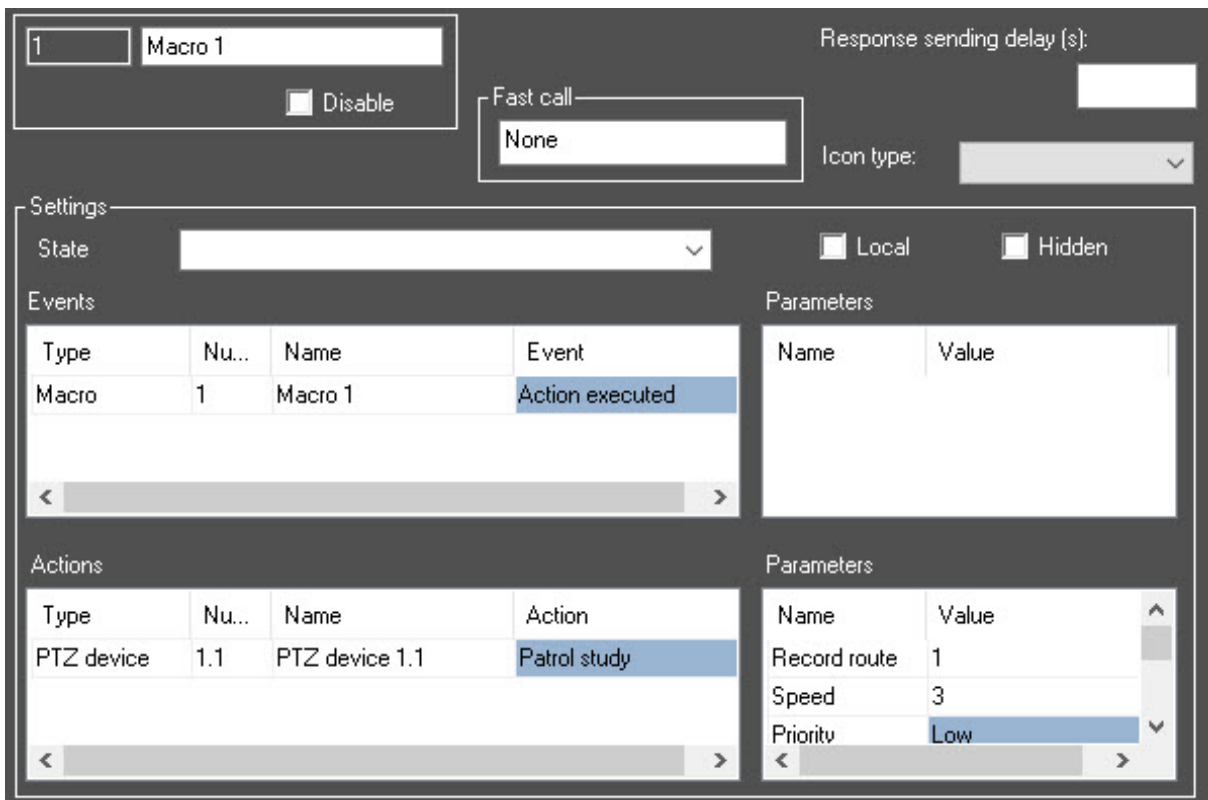 1 Macro 1 Response sending delay (s):
Disable
Fast call
None
Icon type:
Settings
State Local Hidden
Events Parameters
Type Nu... Name Event Name Value
Macro 1 Macro 1 Action executed
Actions Parameters
Type Nu... Name Action Name Value
PTZ device 1.1 PTZ device 1.1 Patrol study Record route 1
Speed 3
Priority Low